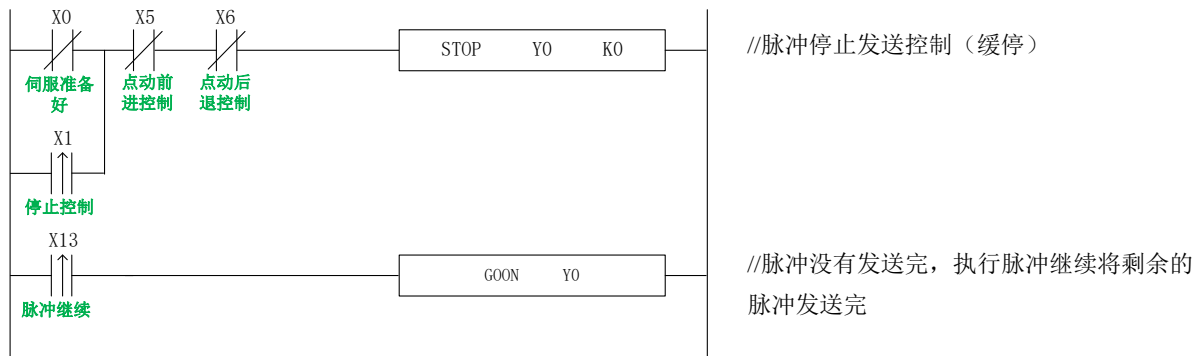 X0 X5 X6
STOP Y0 K0
//脉冲停止发送控制（缓停）
伺服准备
好
点动前
进控制
点动后
退控制
X1
停止控制
X13
GOON Y0
//脉冲没有发送完，执行脉冲继续将剩余的
脉冲发送完
脉冲继续